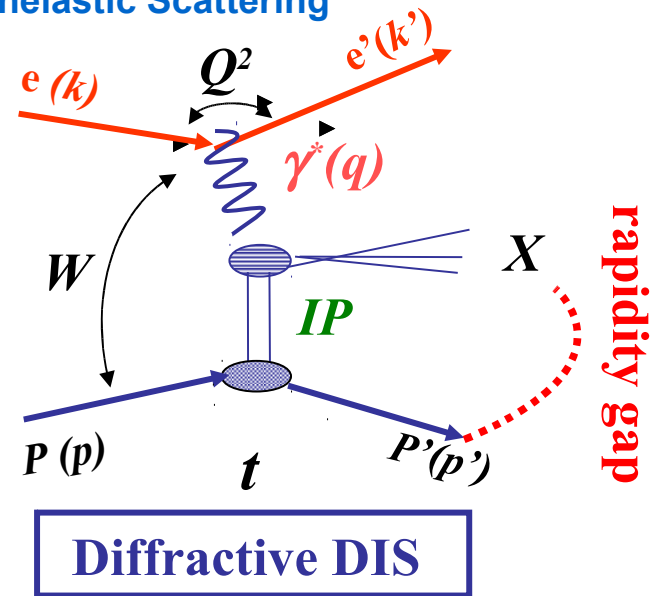 nelastic Scattering
e (k)
Q²
e'(k')
γ*(q)
W
X
IP
rapidity gap
P (p)
t
P'(p')
Diffractive DIS